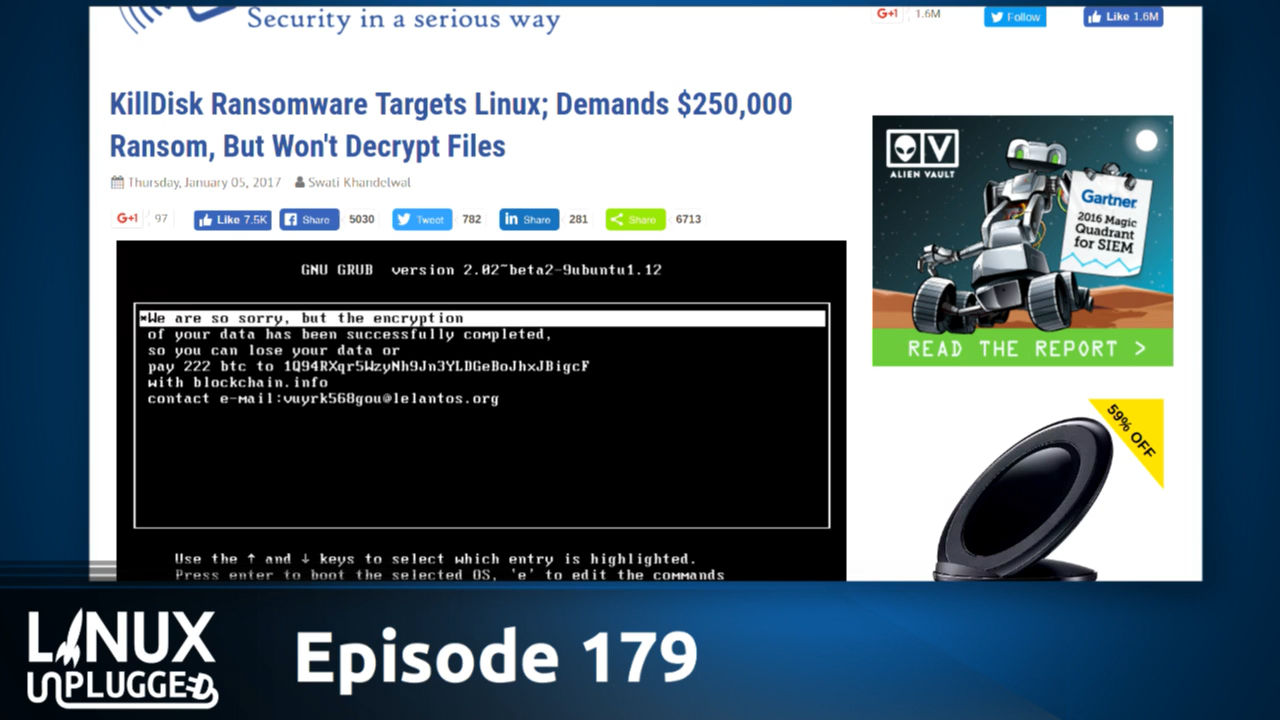 Security in a serious way
G+1 1.6M
Follow
Like 1.6M
KillDisk Ransomware Targets Linux; Demands $250,000
Ransom, But Won't Decrypt Files
Thursday, January 05, 2017 Swati Khandelwal
G+1 97 Like 7.5K Share 5030 Tweet 782 in Share 281 Share 6713
GNU GRUB version 2.02~beta2-9ubuntu1.12
*We are so sorry, but the encryption
of your data has been successfully completed,
so you can lose your data or
pay 222 btc to 1Q94RXqr5WzyNh9Jn3YLDGeBoJhxJBigcF
with blockchain.info
contact e-mail:vuyrk568gou@lelantos.org
Use the ↑ and ↓ keys to select which entry is highlighted.
Press enter to boot the selected OS, 'e' to edit the commands
ALIEN VAULT
Gartner
2016 Magic
Quadrant
for SIEM
READ THE REPORT >
59% OFF
LINUX
UNPLUGGED
Episode 179